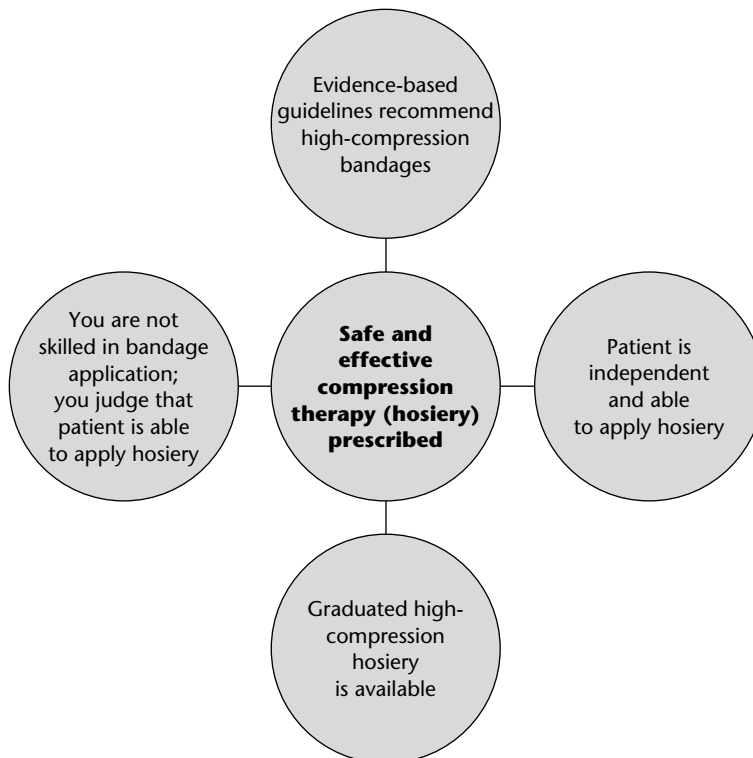 Evidence-based
guidelines recommend
high-compression
bandages
You are not
skilled in bandage
application;
you judge that
patient is able
to apply hosiery
Safe and
effective
compression
therapy (hosiery)
prescribed
Patient is
independent
and able
to apply hosiery
Graduated high-
compression
hosiery
is available